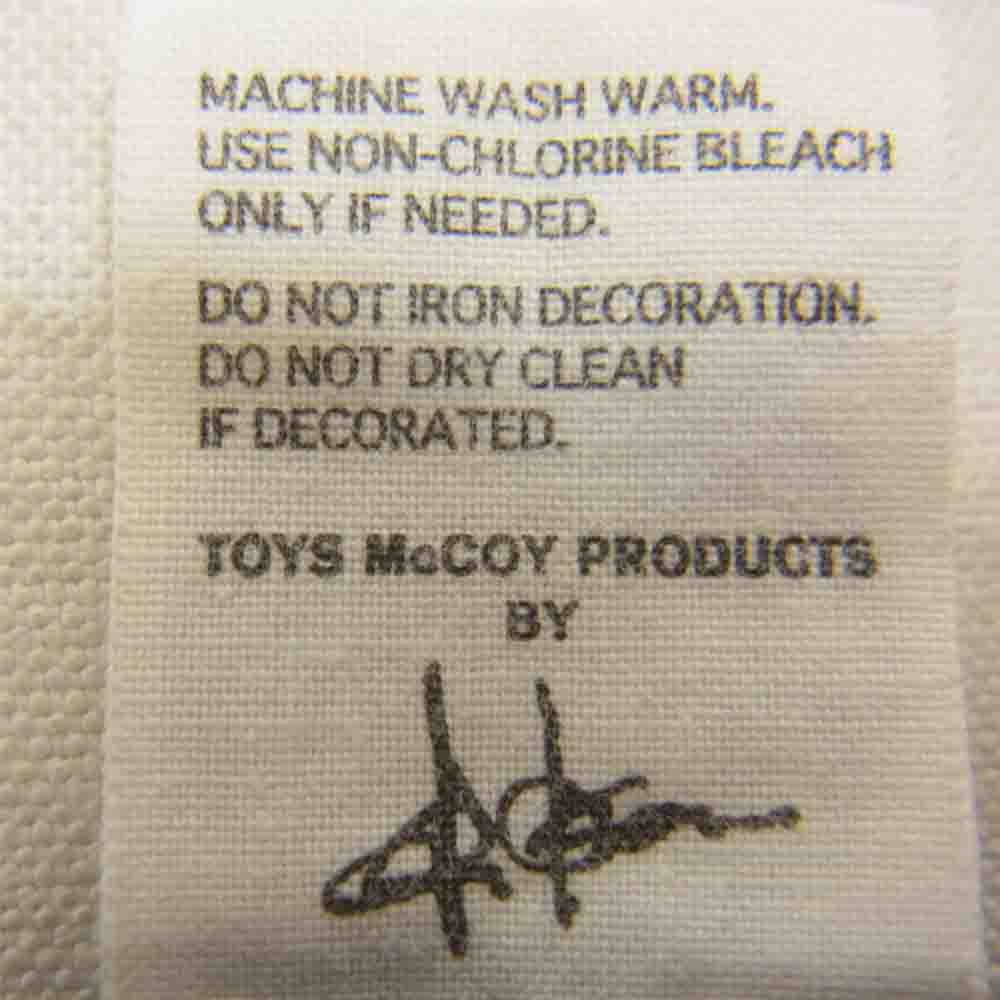 MACHINE WASH WARM.
USE NON-CHLORINE BLEACH
ONLY IF NEEDED.
DO NOT IRON DECORATION.
DO NOT DRY CLEAN
IF DECORATED.
TOYS McCOY PRODUCTS
BY